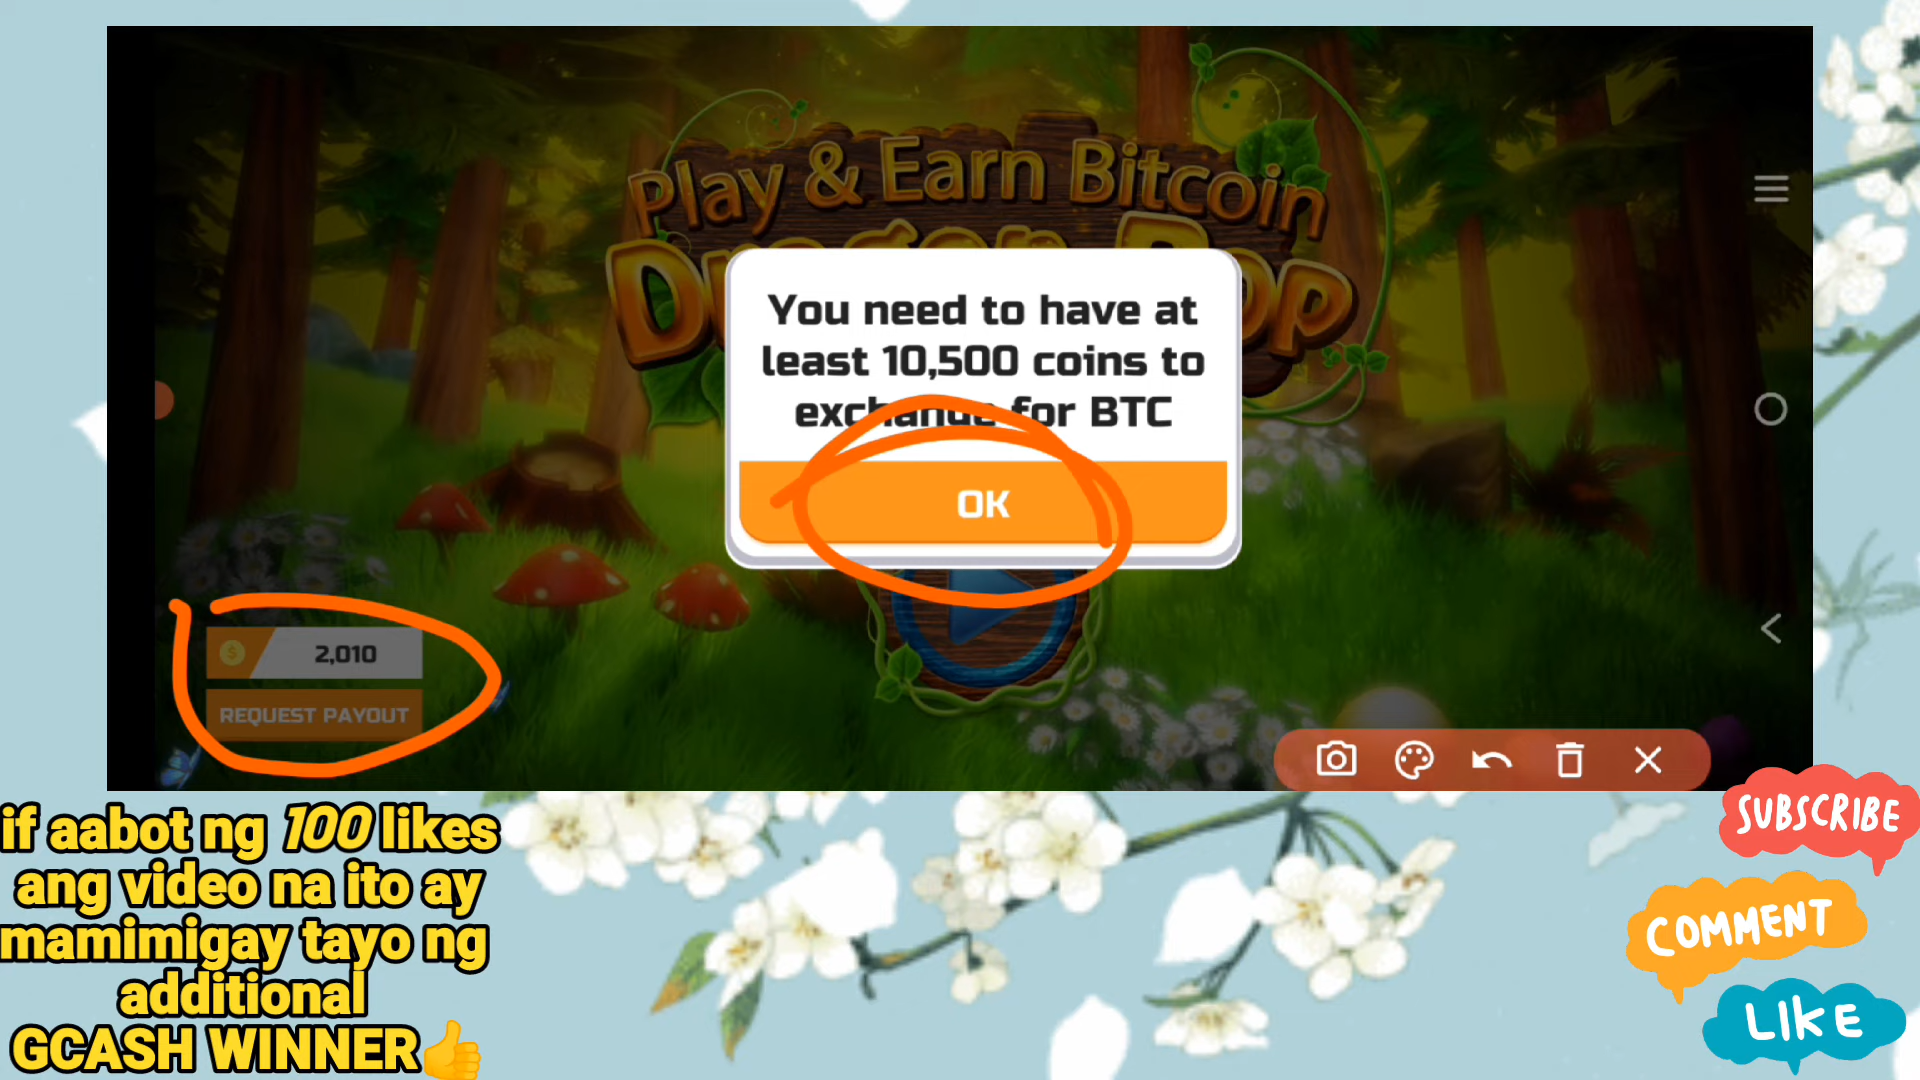 Play & Earn Bitcoin
You need to have at
least 10,500 coins to
exchange for BTC
OK
2,010
REQUEST PAYOUT
if aabot ng 100 likes
ang video na ito ay
mamimigay tayo ng
additional
GCASH WINNER👍
SUBSCRIBE
COMMENT
LIKE